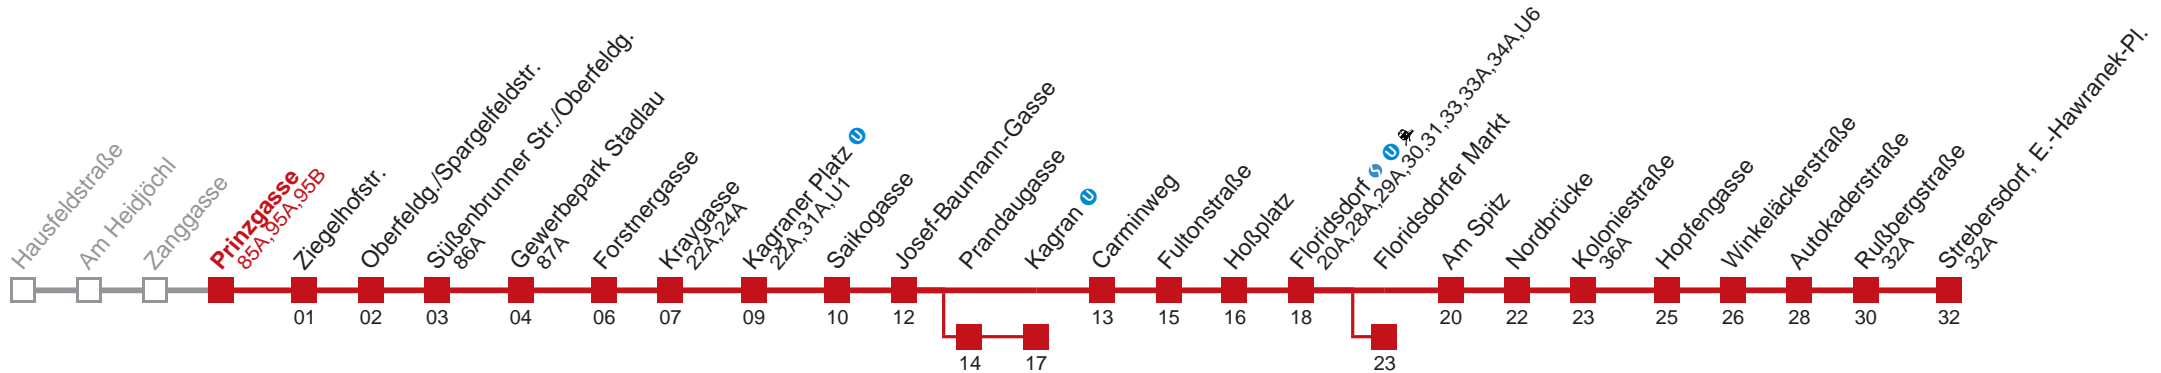 Hausfeldstraße
Am Heidjöchl
Zanggasse
Prinzgasse
85A,95A,95B
Ziegelhofstr.
Oberfeldg./Spargelfeldstr.
Süßenbrunner Str./Oberfeldg.
86A
Gewerbepark Stadlau
87A
Forstnergasse
Kraygasse
22A,24A
Kagraner Platz U
22A,31A,U1
Saikogasse
Josef-Baumann-Gasse
Prandaugasse
Kagran U
Carminweg
Fultonstraße
Hoßplatz
Floridsdorf S U
20A,28A,29A,30,31,33,33A,34A,U6
Floridsdorfer Markt
Am Spitz
Nordbrücke
Koloniestraße
36A
Hopfengasse
Winkeläckerstraße
Autokaderstraße
Rußbergstraße
32A
Strebersdorf, E.-Hawranek-Pl.
32A
01 02 03 04 06 07 09 10 12 13 15 16 18 20 22 23 25 26 28 30 32
14 17 23